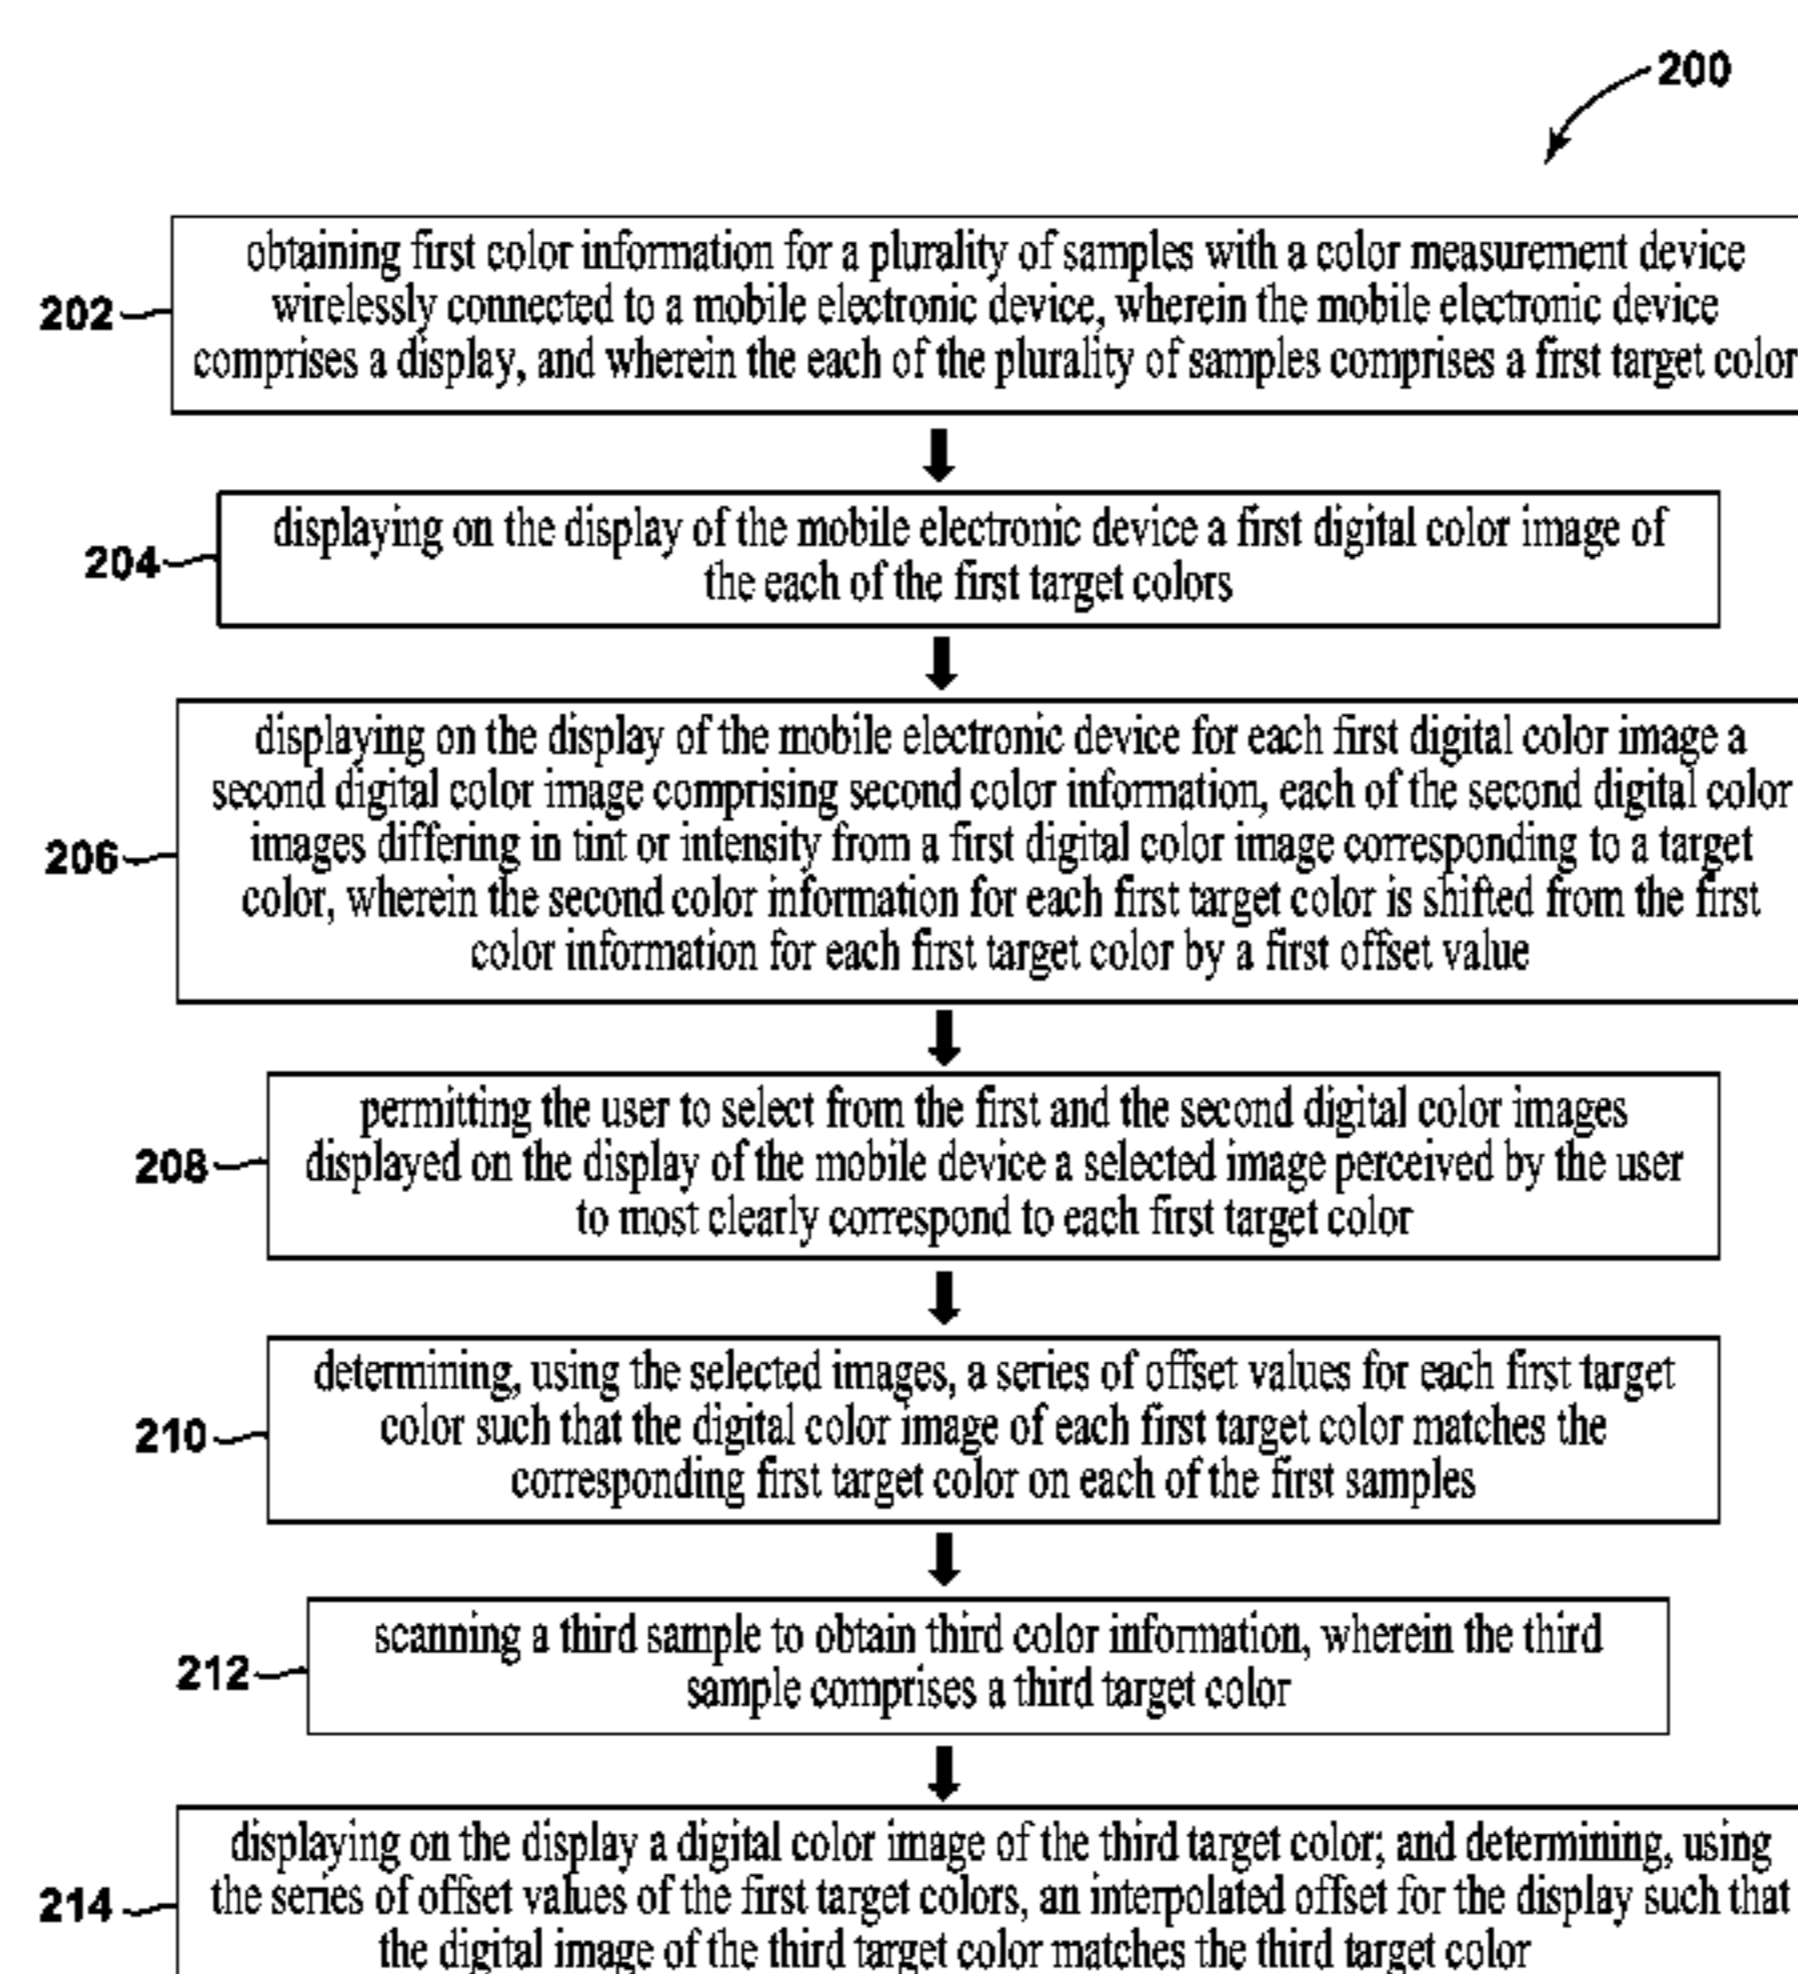 200
202
obtaining first color information for a plurality of samples with a color measurement device
wirelessly connected to a mobile electronic device, wherein the mobile electronic device
comprises a display, and wherein the each of the plurality of samples comprises a first target color
204
displaying on the display of the mobile electronic device a first digital color image of
the each of the first target colors
206
displaying on the display of the mobile electronic device for each first digital color image a
second digital color image comprising second color information, each of the second digital color
images differing in tint or intensity from a first digital color image corresponding to a target
color, wherein the second color information for each first target color is shifted from the first
color information for each first target color by a first offset value
208
permitting the user to select from the first and the second digital color images
displayed on the display of the mobile device a selected image perceived by the user
to most clearly correspond to each first target color
210
determining, using the selected images, a series of offset values for each first target
color such that the digital color image of each first target color matches the
corresponding first target color on each of the first samples
212
scanning a third sample to obtain third color information, wherein the third
sample comprises a third target color
214
displaying on the display a digital color image of the third target color; and determining, using
the series of offset values of the first target colors, an interpolated offset for the display such that
the digital image of the third target color matches the third target color